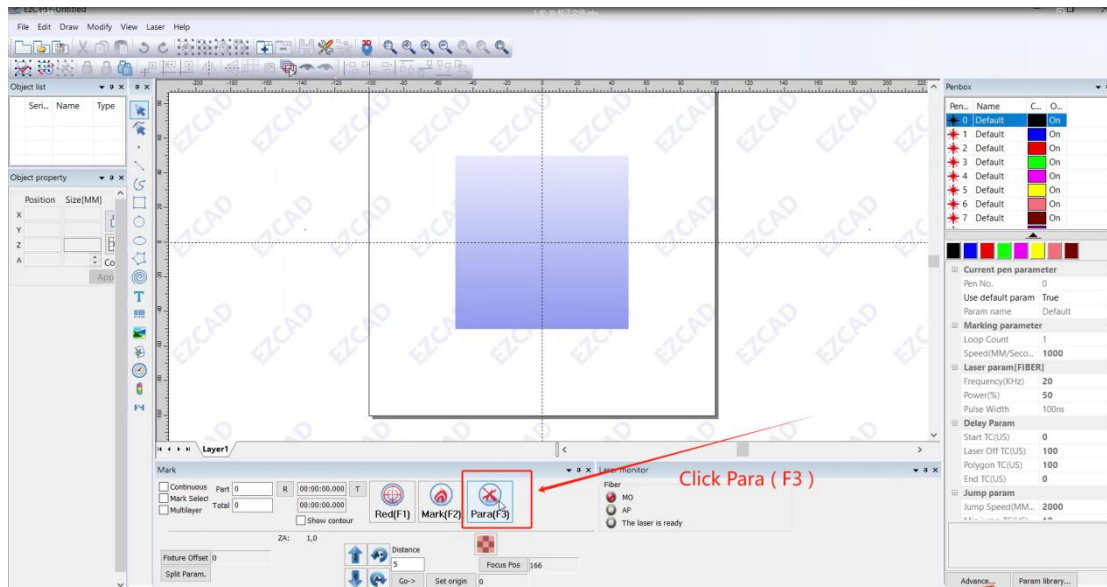 EZCAD-Untitled
File Edit Draw Modify View Laser Help
Object list
Seri... Name Type
Object property
Position Size[MM]
X
Y
Z
A
Co
App
EZCAD
Layer1
Mark
Continuous Part 0 R 00:00:00.000 T
Mark Select Total 0 00:00:00.000
Multilayer
Show contour
Red(F1) Mark(F2) Para(F3)
ZA: 1,0
Fixture Offset 0
Split Param.
Distance
5
Focus Pos 166
Go-> Set origin 0
Laser monitor
Fiber
MO
AP
The laser is ready
Click Para ( F3 )
Penbox
Pen... Name C... O...
0 Default On
1 Default On
2 Default On
3 Default On
4 Default On
5 Default On
6 Default On
7 Default On
Current pen parameter
Pen No. 0
Use default param True
Param name Default
Marking parameter
Loop Count 1
Speed(MM/Seco... 1000
Laser param[FIBER]
Frequency(KHz) 20
Power(%) 50
Pulse Width 100ns
Delay Param
Start TC(US) 0
Laser Off TC(US) 100
Polygon TC(US) 100
End TC(US) 0
Jump param
Jump Speed(MM... 2000
Advance... Param library...